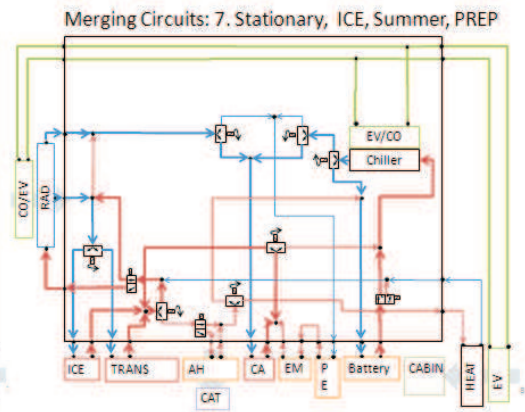 Merging Circuits: 7. Stationary, ICE, Summer, PREP
EV/CO
Chiller
RAD
CO/EV
ICE
TRANS
AH
CA
EM
P
E
Battery
CABIN
HEAT
EV
CAT